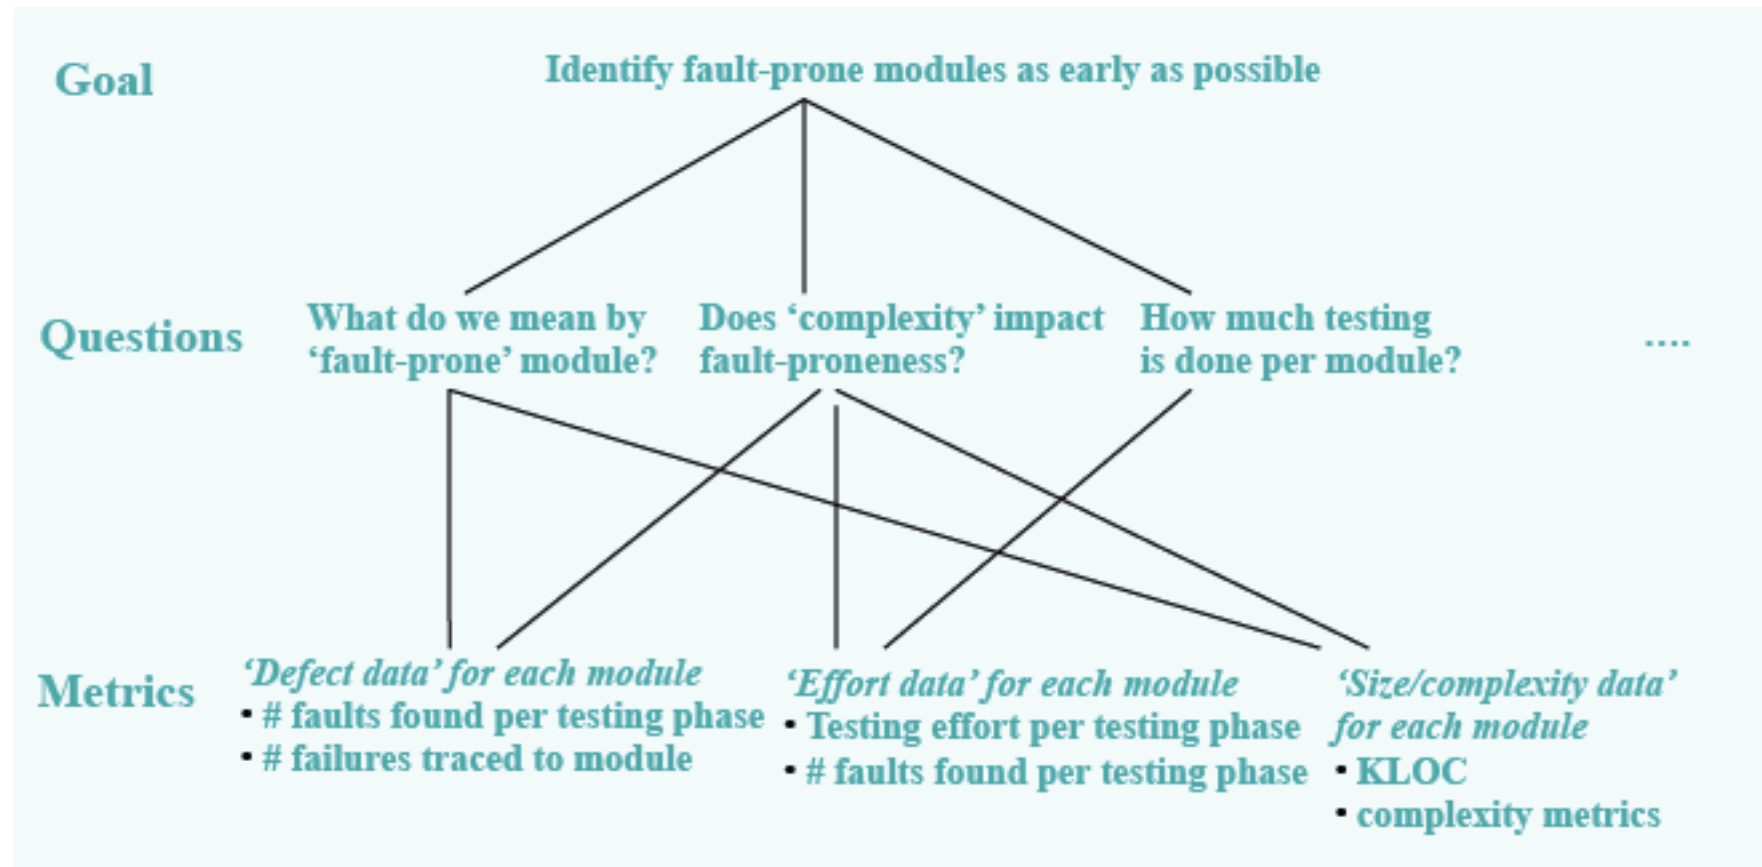 Goal
Identify fault-prone modules as early as possible
Questions
What do we mean by
‘fault-prone’ module?
Does ‘complexity’ impact
fault-proneness?
How much testing
is done per module?
....
Metrics
‘Defect data’ for each module
• # faults found per testing phase
• # failures traced to module
‘Effort data’ for each module
• Testing effort per testing phase
• # faults found per testing phase
‘Size/complexity data’
for each module
• KLOC
• complexity metrics